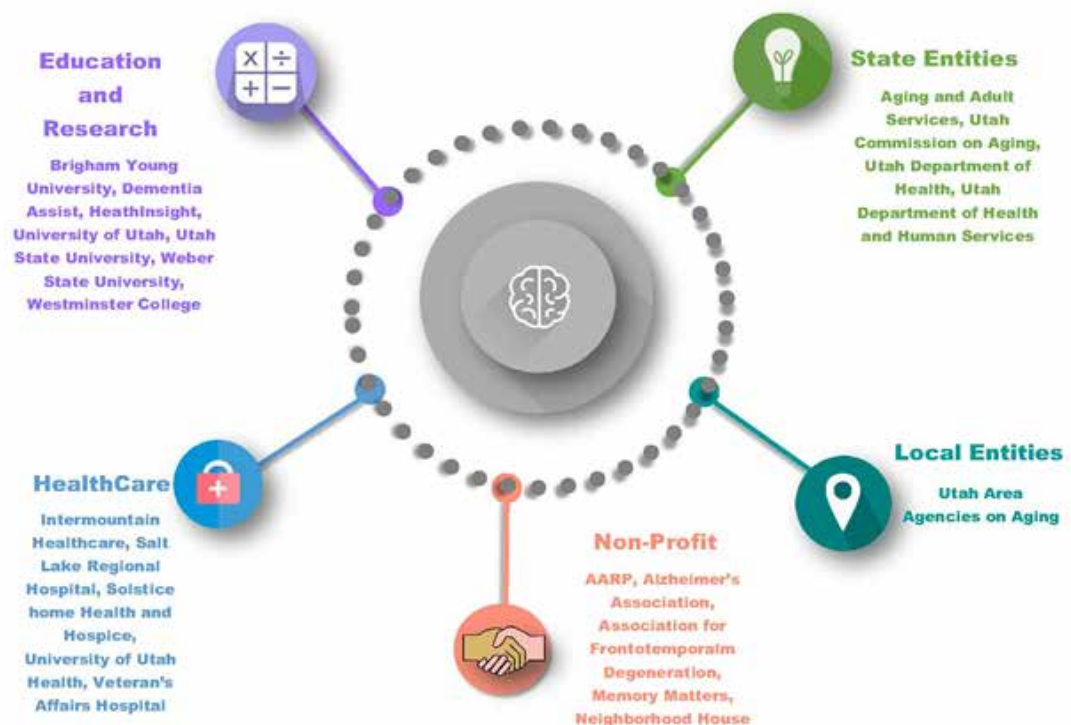 Education
and
Research
Brigham Young
University, Dementia
Assist, HeathInsight,
University of Utah, Utah
State University, Weber
State University,
Westminster College
State Entities
Aging and Adult
Services, Utah
Commission on Aging,
Utah Department of
Health, Utah
Department of Health
and Human Services
HealthCare
Intermountain
Healthcare, Salt
Lake Regional
Hospital, Solstice
home Health and
Hospice,
University of Utah
Health, Veteran's
Affairs Hospital
Non-Profit
AARP, Alzheimer's
Association,
Association for
Frontotemporalm
Degeneration,
Memory Matters,
Neighborhood House
Local Entities
Utah Area
Agencies on Aging